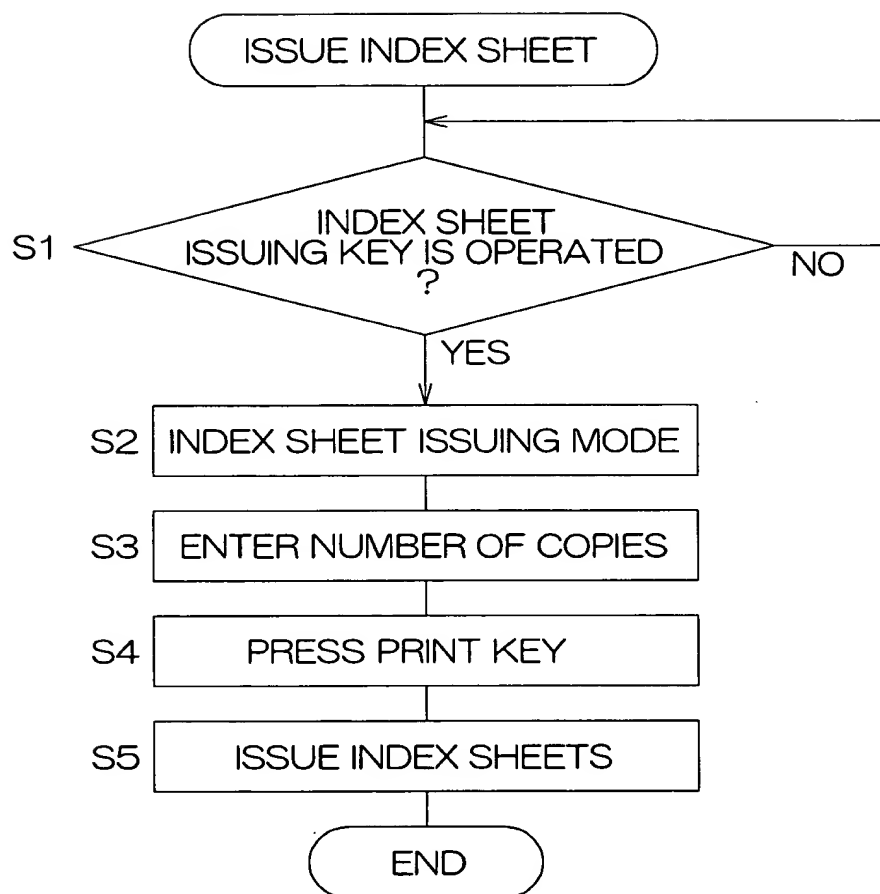 ISSUE INDEX SHEET
S1
INDEX SHEET
ISSUING KEY IS OPERATED
?
NO
YES
S2 INDEX SHEET ISSUING MODE
S3 ENTER NUMBER OF COPIES
S4 PRESS PRINT KEY
S5 ISSUE INDEX SHEETS
END